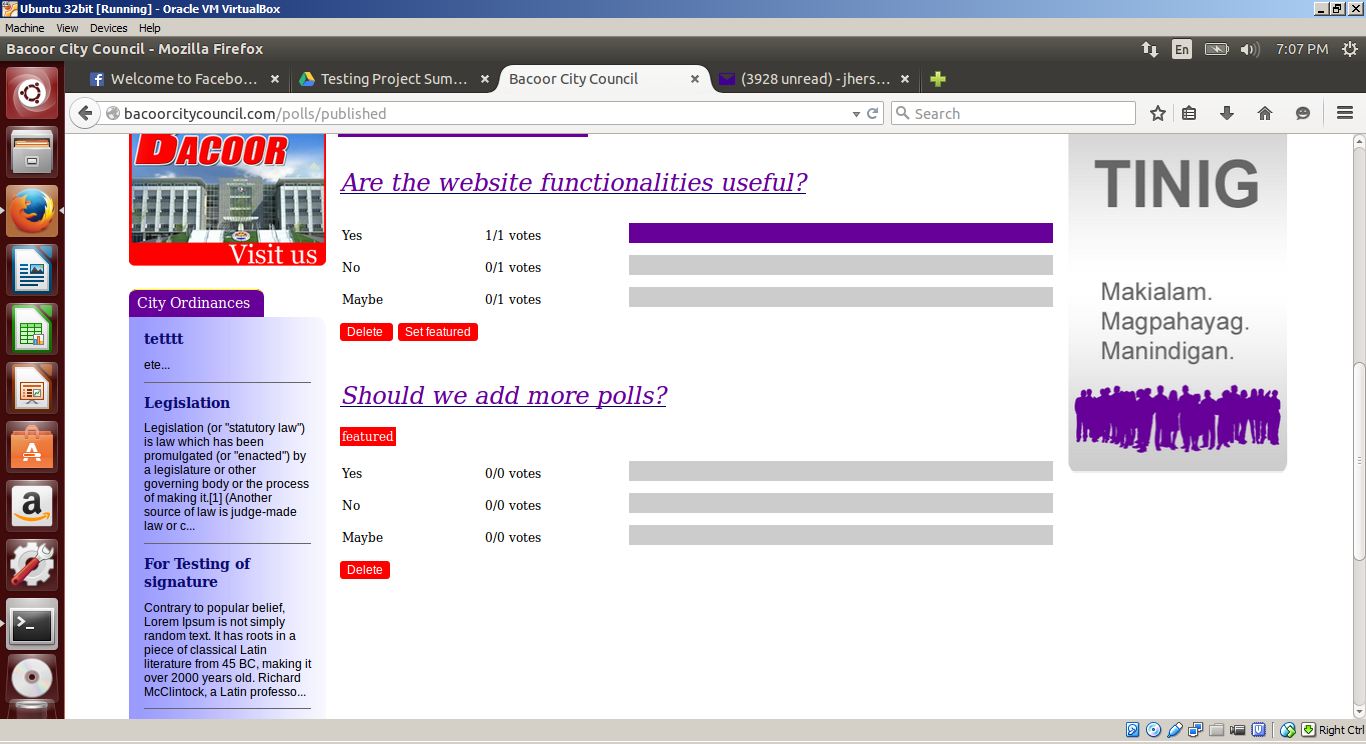 Ubuntu 32bit [Running] - Oracle VM VirtualBox
Machine View Devices Help
Bacoor City Council - Mozilla Firefox
En
7:07 PM
Welcome to Facebo...
Testing Project Sum...
Bacoor City Council
(3928 unread) - jhers...
bacoorcitycouncil.com/polls/published
Search
BACOOR
Visit us
City Ordinances
tetttt
ete...
Legislation
Legislation (or "statutory law")
is law which has been
promulgated (or "enacted") by
a legislature or other
governing body or the process
of making it.[1] (Another
source of law is judge-made
law or c...
For Testing of
signature
Contrary to popular belief,
Lorem Ipsum is not simply
random text. It has roots in a
piece of classical Latin
literature from 45 BC, making it
over 2000 years old. Richard
McClintock, a Latin professo...
Are the website functionalities useful?
Yes 1/1 votes
No 0/1 votes
Maybe 0/1 votes
Delete Set featured
Should we add more polls?
featured
Yes 0/0 votes
No 0/0 votes
Maybe 0/0 votes
Delete
TINIG
Makialam.
Magpahayag.
Manindigan.
Right Ctrl